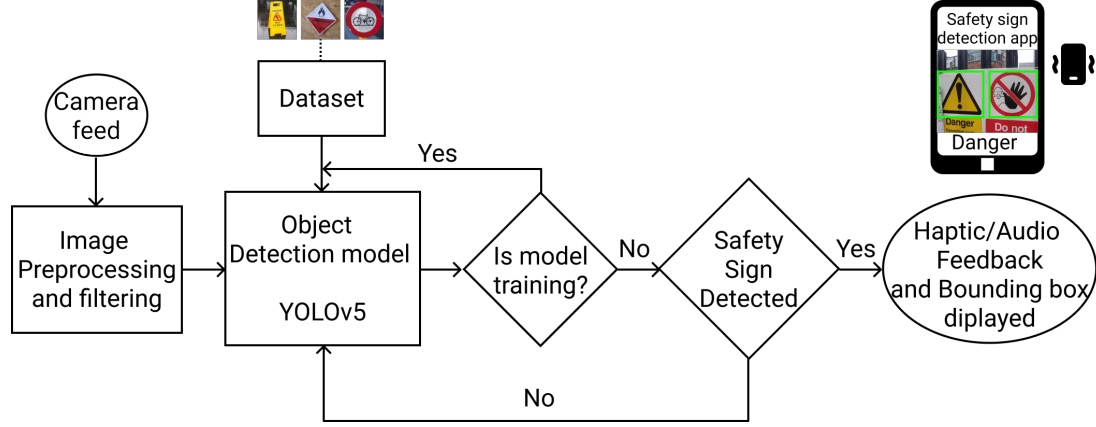 Camera
feed
Image
Preprocessing
and filtering
Dataset
Object
Detection model
YOLOv5
Yes
Is model
training?
No
Safety
Sign
Detected
No
Yes
Haptic/Audio
Feedback
and Bounding box
diplayed
Safety sign
detection app
Danger
Do not
Danger